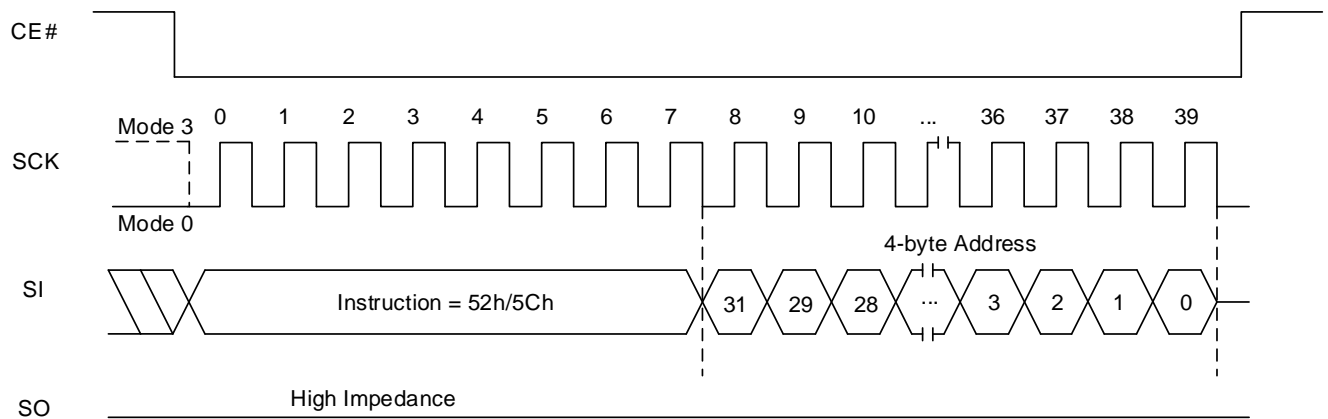 CE#
0 1 2 3 4 5 6 7 8 9 10 ... 36 37 38 39
Mode 3
SCK
Mode 0
4-byte Address
SI
Instruction = 52h/5Ch 31 29 28 ... 3 2 1 0
High Impedance
SO